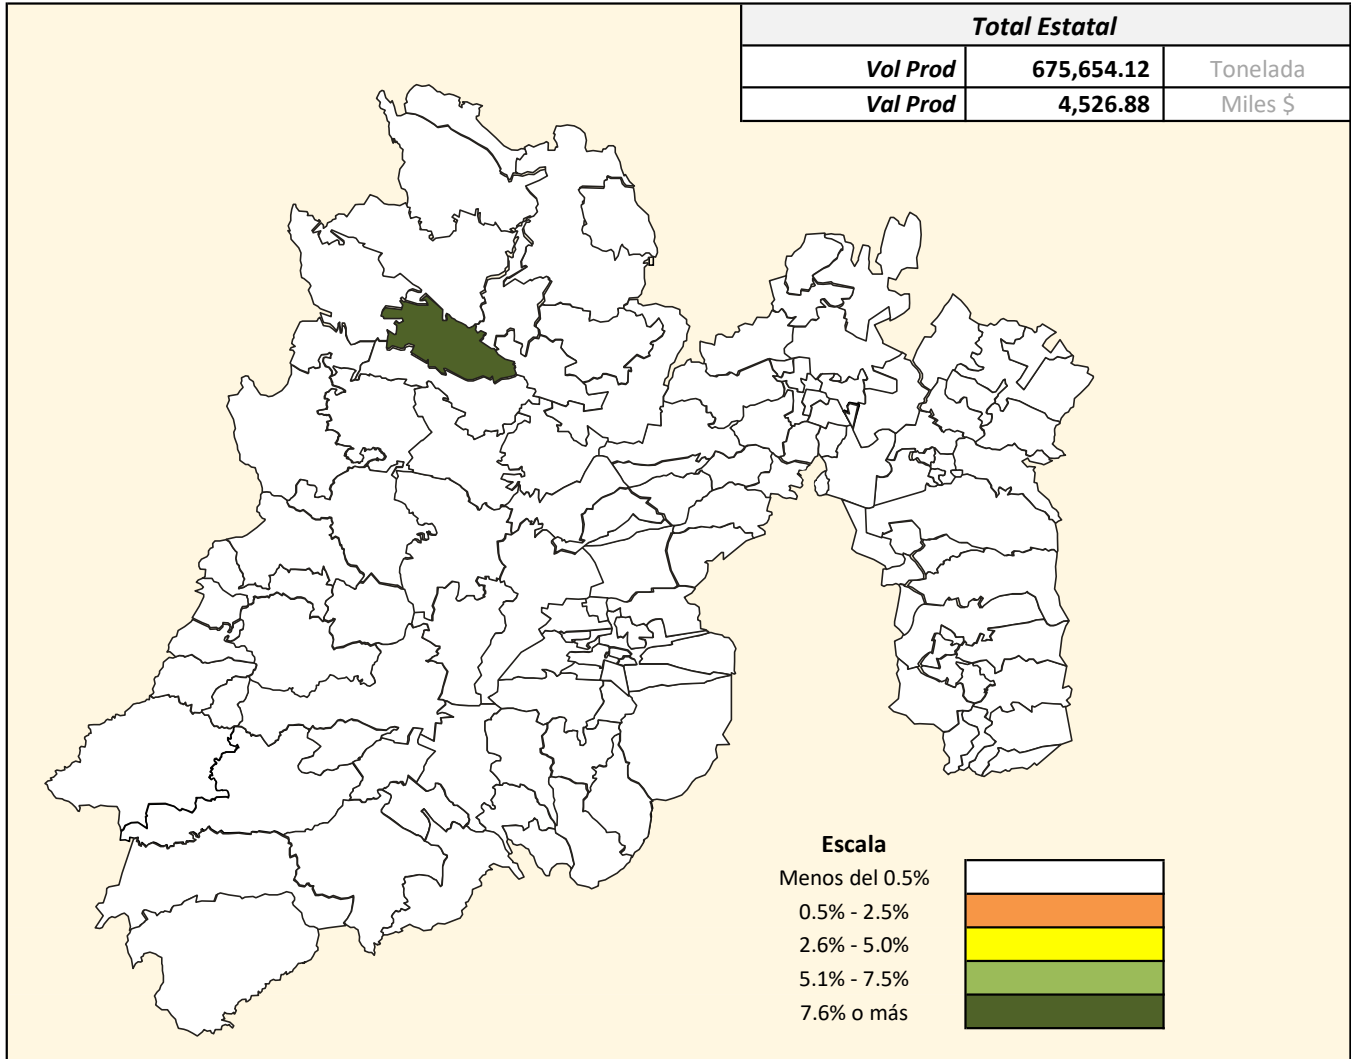 Total Estatal
Vol Prod 675,654.12 Tonelada
Val Prod 4,526.88 Miles $
Escala
Menos del 0.5%
0.5% - 2.5%
2.6% - 5.0%
5.1% - 7.5%
7.6% o más